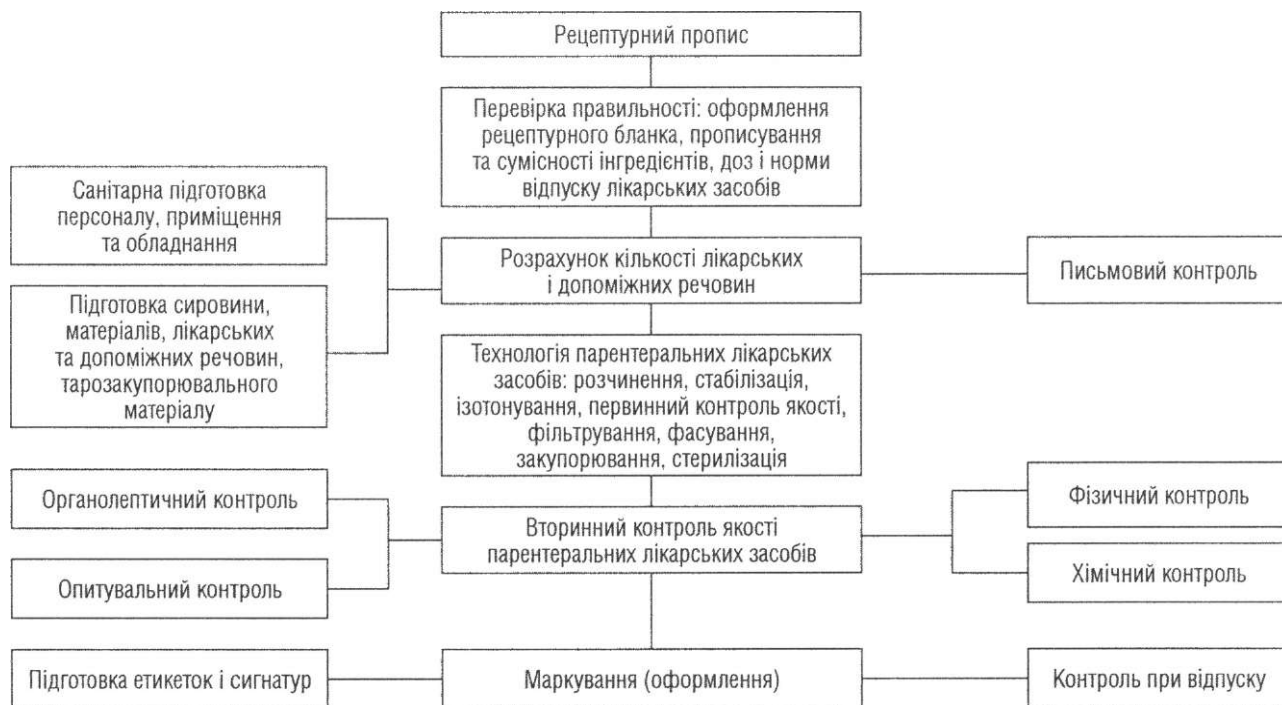 Рецептурний пропис
Перевірка правильності: оформлення
рецептурного бланка, прописування
та сумісності інгредієнтів, доз і норми
відпуску лікарських засобів
Санітарна підготовка
персоналу, приміщення
та обладнання
Розрахунок кількості лікарських
і допоміжних речовин
Письмовий контроль
Підготовка сировини,
матеріалів, лікарських
та допоміжних речовин,
тарозакупорювального
матеріалу
Технологія парентеральних лікарських
засобів: розчинення, стабілізація,
ізотонування, первинний контроль якості,
фільтрування, фасування,
закупорювання, стерилізація
Органолептичний контроль
Фізичний контроль
Вторинний контроль якості
парентеральних лікарських засобів
Опитувальний контроль
Хімічний контроль
Підготовка етикеток і сигнатур
Маркування (оформлення)
Контроль при відпуску